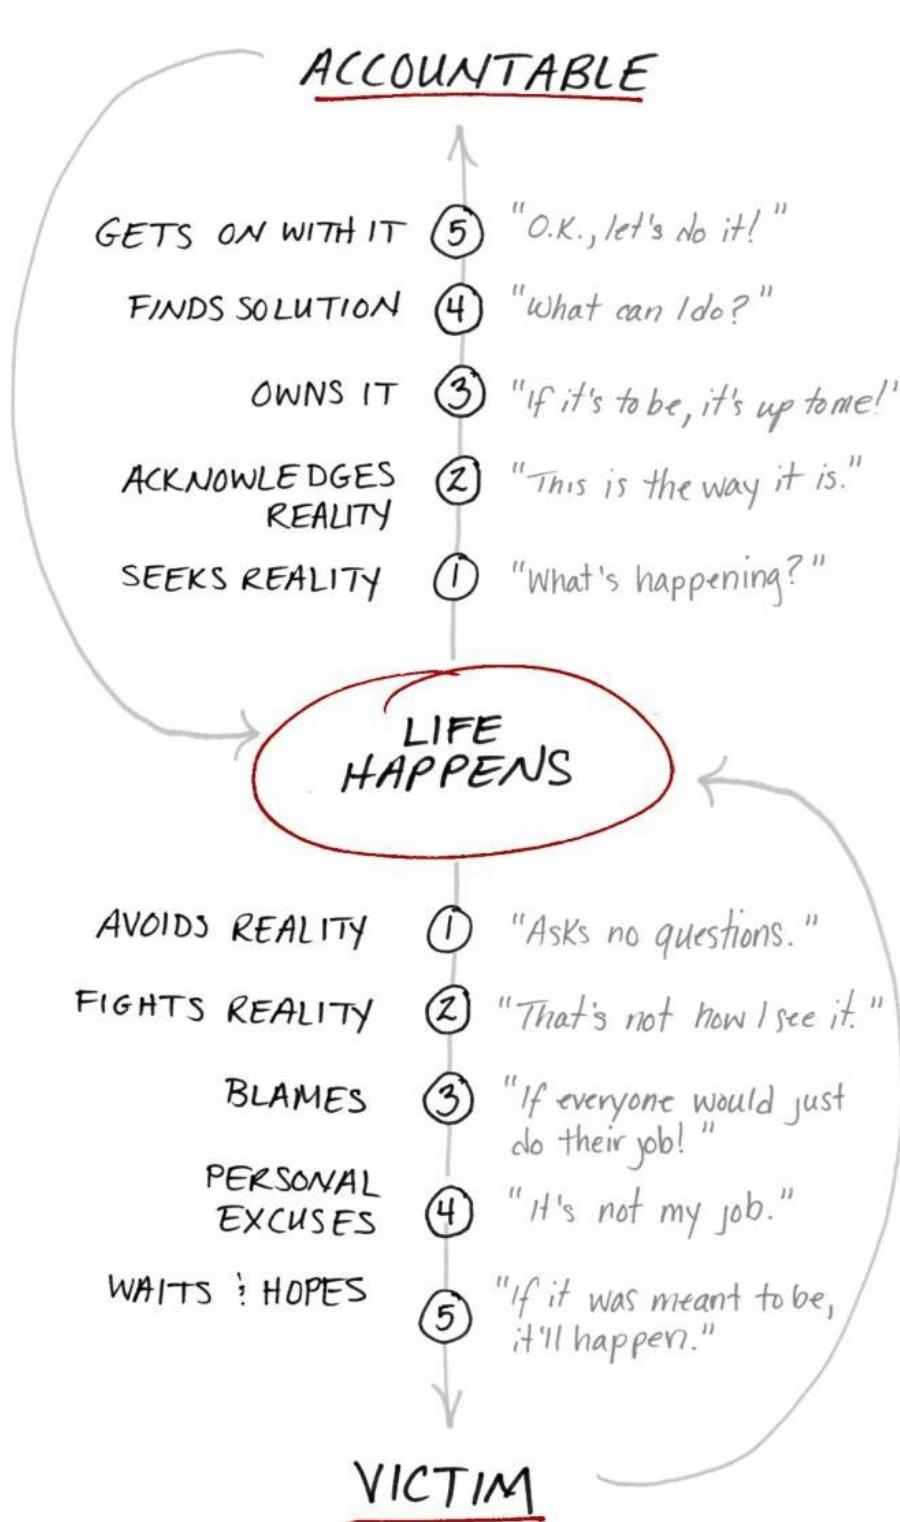 ACCOUNTABLE
GETS ON WITH IT 5 "O.K., let's do it!"
FINDS SOLUTION 4 "What can I do?"
OWNS IT 3 "If it's to be, it's up to me!"
ACKNOWLEDGES 2 "This is the way it is."
REALITY
SEEKS REALITY 1 "What's happening?"
LIFE
HAPPENS
AVOIDS REALITY 1 "Asks no questions."
FIGHTS REALITY 2 "That's not how I see it."
BLAMES 3 "If everyone would just
do their job!"
PERSONAL
EXCUSES 4 "It's not my job."
WAITS & HOPES 5 "If it was meant to be,
it'll happen."
VICTIM